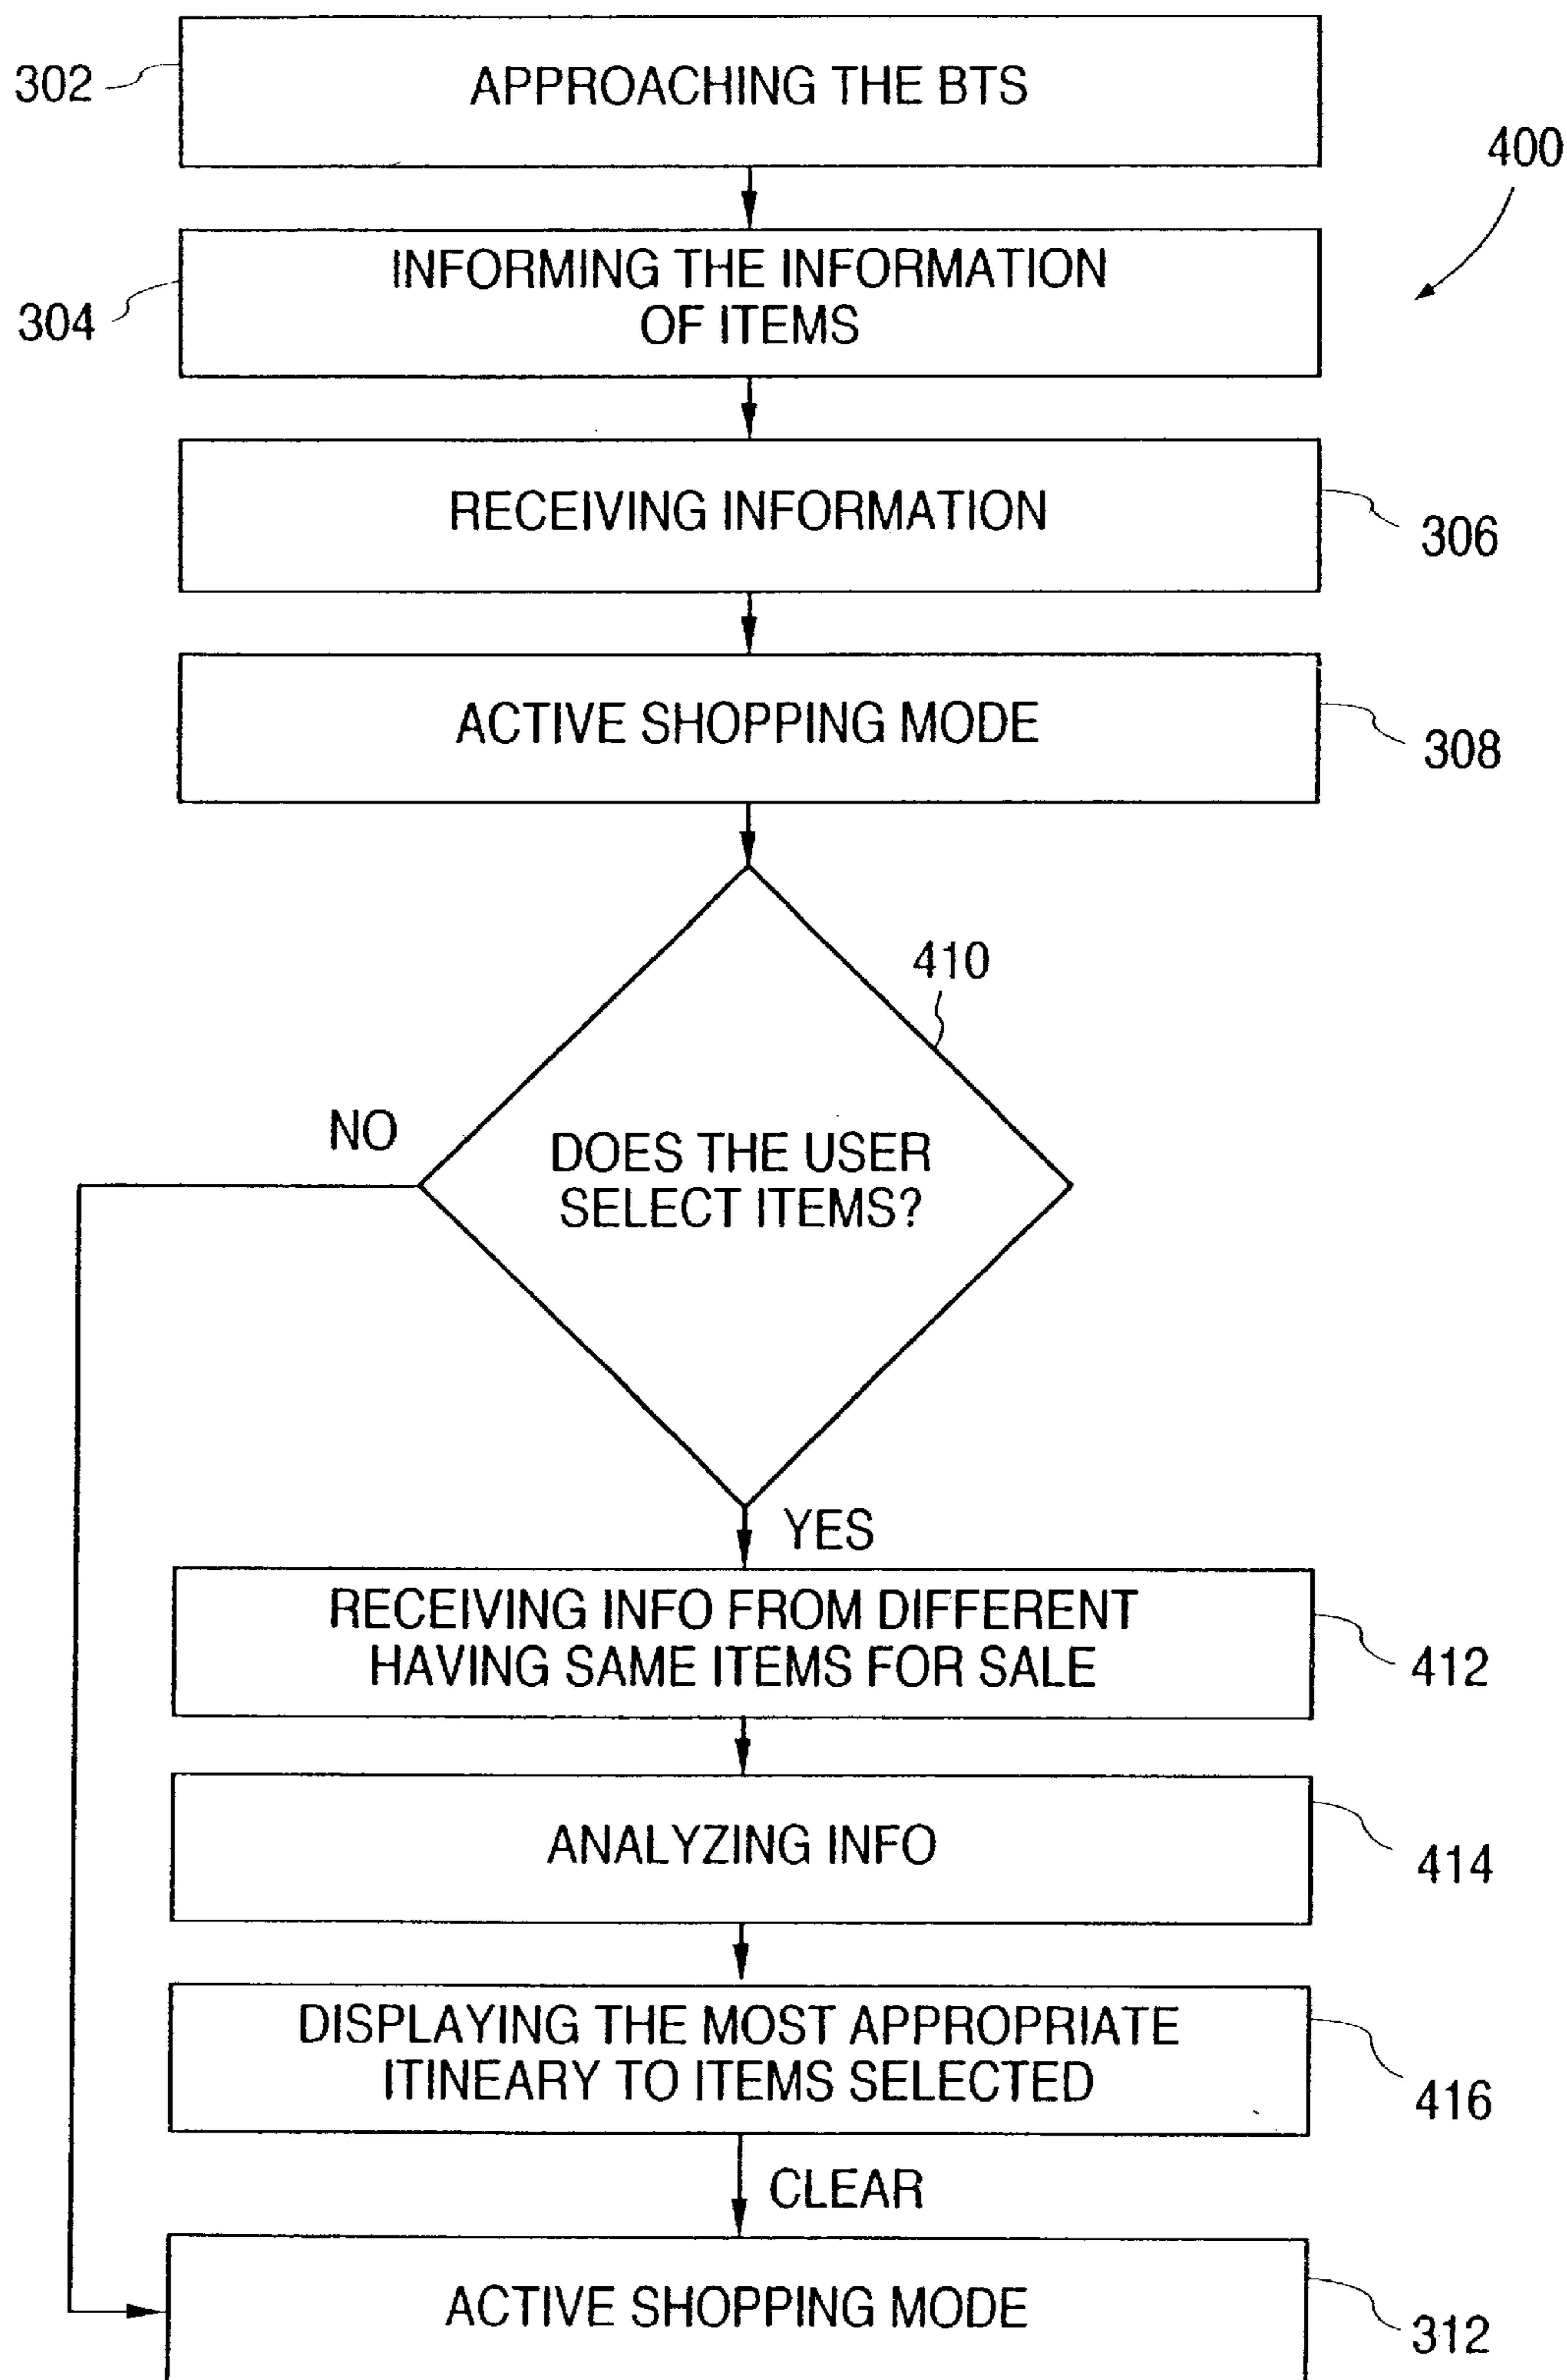 302
APPROACHING THE BTS
400
304
INFORMING THE INFORMATION
OF ITEMS
RECEIVING INFORMATION
306
ACTIVE SHOPPING MODE
308
410
NO
DOES THE USER
SELECT ITEMS?
YES
RECEIVING INFO FROM DIFFERENT
HAVING SAME ITEMS FOR SALE
412
ANALYZING INFO
414
DISPLAYING THE MOST APPROPRIATE
ITINEARY TO ITEMS SELECTED
416
CLEAR
ACTIVE SHOPPING MODE
312